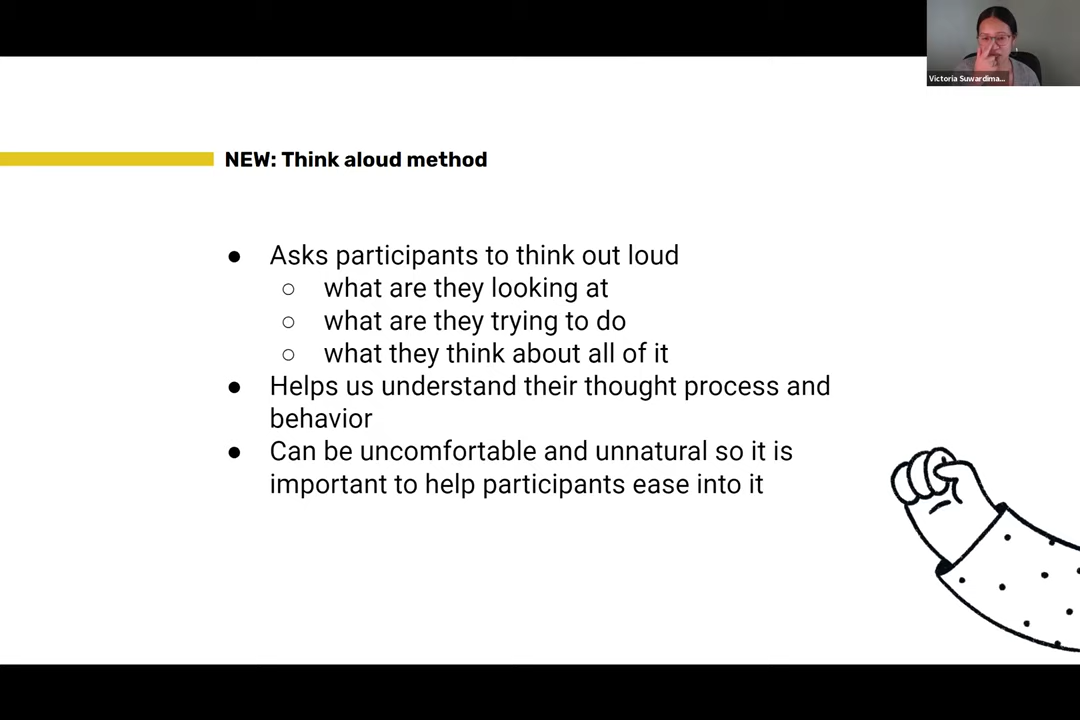 Victoria Suwardima...
NEW: Think aloud method
● Asks participants to think out loud
○ what are they looking at
○ what are they trying to do
○ what they think about all of it
● Helps us understand their thought process and
behavior
● Can be uncomfortable and unnatural so it is
important to help participants ease into it